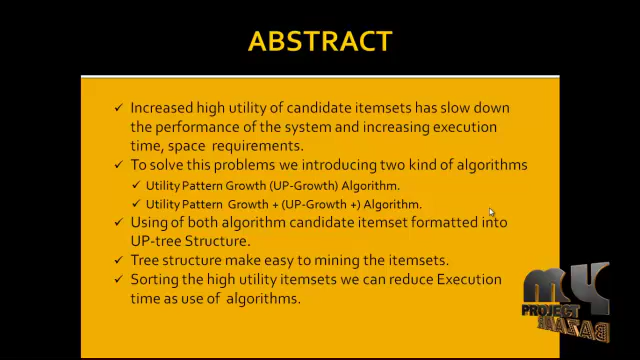 ABSTRACT
Increased high utility of candidate itemsets has slow down
the performance of the system and increasing execution
time, space requirements.
To solve this problems we introducing two kind of algorithms
Utility Pattern Growth (UP-Growth) Algorithm.
Utility Pattern Growth + (UP-Growth +) Algorithm.
Using of both algorithm candidate itemset formatted into
UP-tree Structure.
Tree structure make easy to mining the itemsets.
Sorting the high utility itemsets we can reduce Execution
time as use of algorithms.
MY
PROJECT
BAZAAR